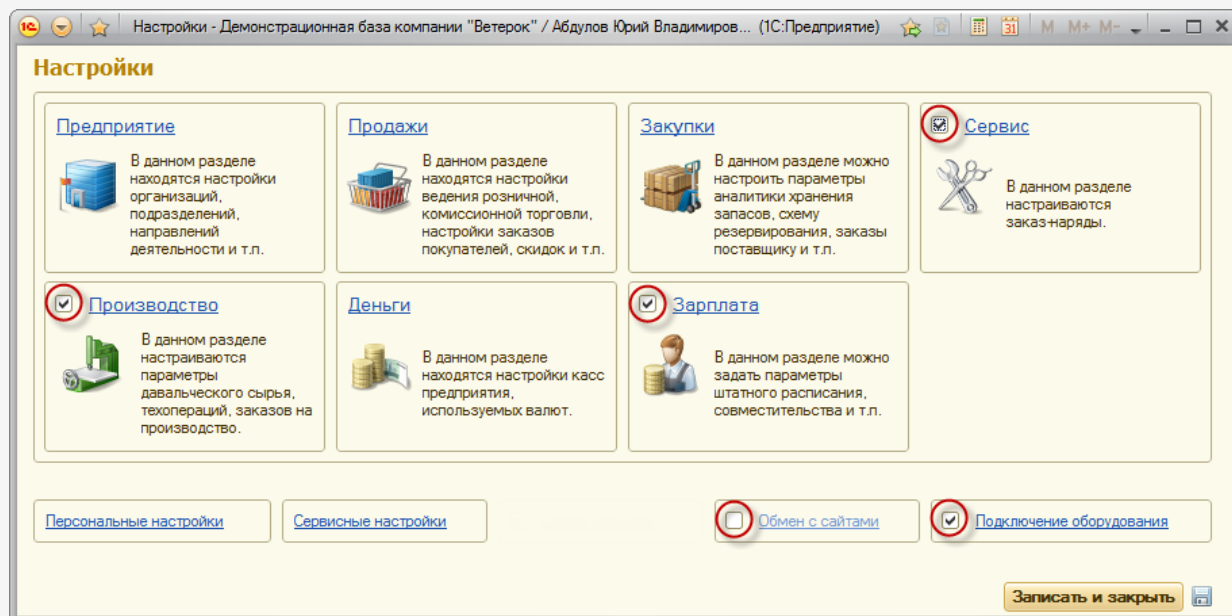 Настройки - Демонстрационная база компании "Ветерок" / Абдулов Юрий Владимиров... (1С:Предприятие)
31 M M+ M-
Настройки
Предприятие
В данном разделе
находятся настройки
организаций,
подразделений,
направлений
деятельности и т.п.
Продажи
В данном разделе
находятся настройки
ведения розничной,
комиссионной торговли,
настройки заказов
покупателей, скидок и т.п.
Закупки
В данном разделе можно
настроить параметры
аналитики хранения
запасов, схему
резервирования, заказы
поставщику и т.п.
Сервис
В данном разделе
настраиваются
заказ-наряды.
Производство
В данном разделе
настраиваются
параметры
давальческого сырья,
техопераций, заказов на
производство.
Деньги
В данном разделе
находятся настройки касс
предприятия,
используемых валют.
Зарплата
В данном разделе можно
задать параметры
штатного расписания,
совместительства и т.п.
Персональные настройки
Сервисные настройки
Обмен с сайтами
Подключение оборудования
Записать и закрыть